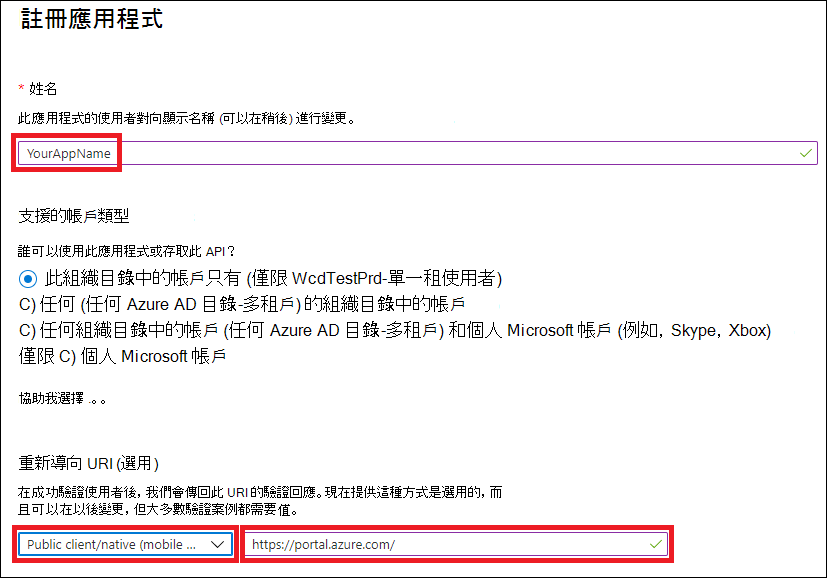 註冊應用程式
* 姓名
此應用程式的使用者對向顯示名稱 (可以在稍後) 進行變更。
YourAppName
支援的帳戶類型
誰可以使用此應用程式或存取此 API？
此組織目錄中的帳戶只有 (僅限 WcdTestPrd-單一租使用者)
C) 任何 (任何 Azure AD 目錄-多租戶) 的組織目錄中的帳戶
C) 任何組織目錄中的帳戶 (任何 Azure AD 目錄-多租戶) 和個人 Microsoft 帳戶 (例如, Skype, Xbox)
僅限 C) 個人 Microsoft 帳戶
協助我選擇 .。。
重新導向 URI (選用)
在成功驗證使用者後，我們會傳回此 URI 的驗證回應。現在提供這種方式是選用的，而
且可以在以後變更，但大多數驗證案例都需要值。
Public client/native (mobile ... https://portal.azure.com/